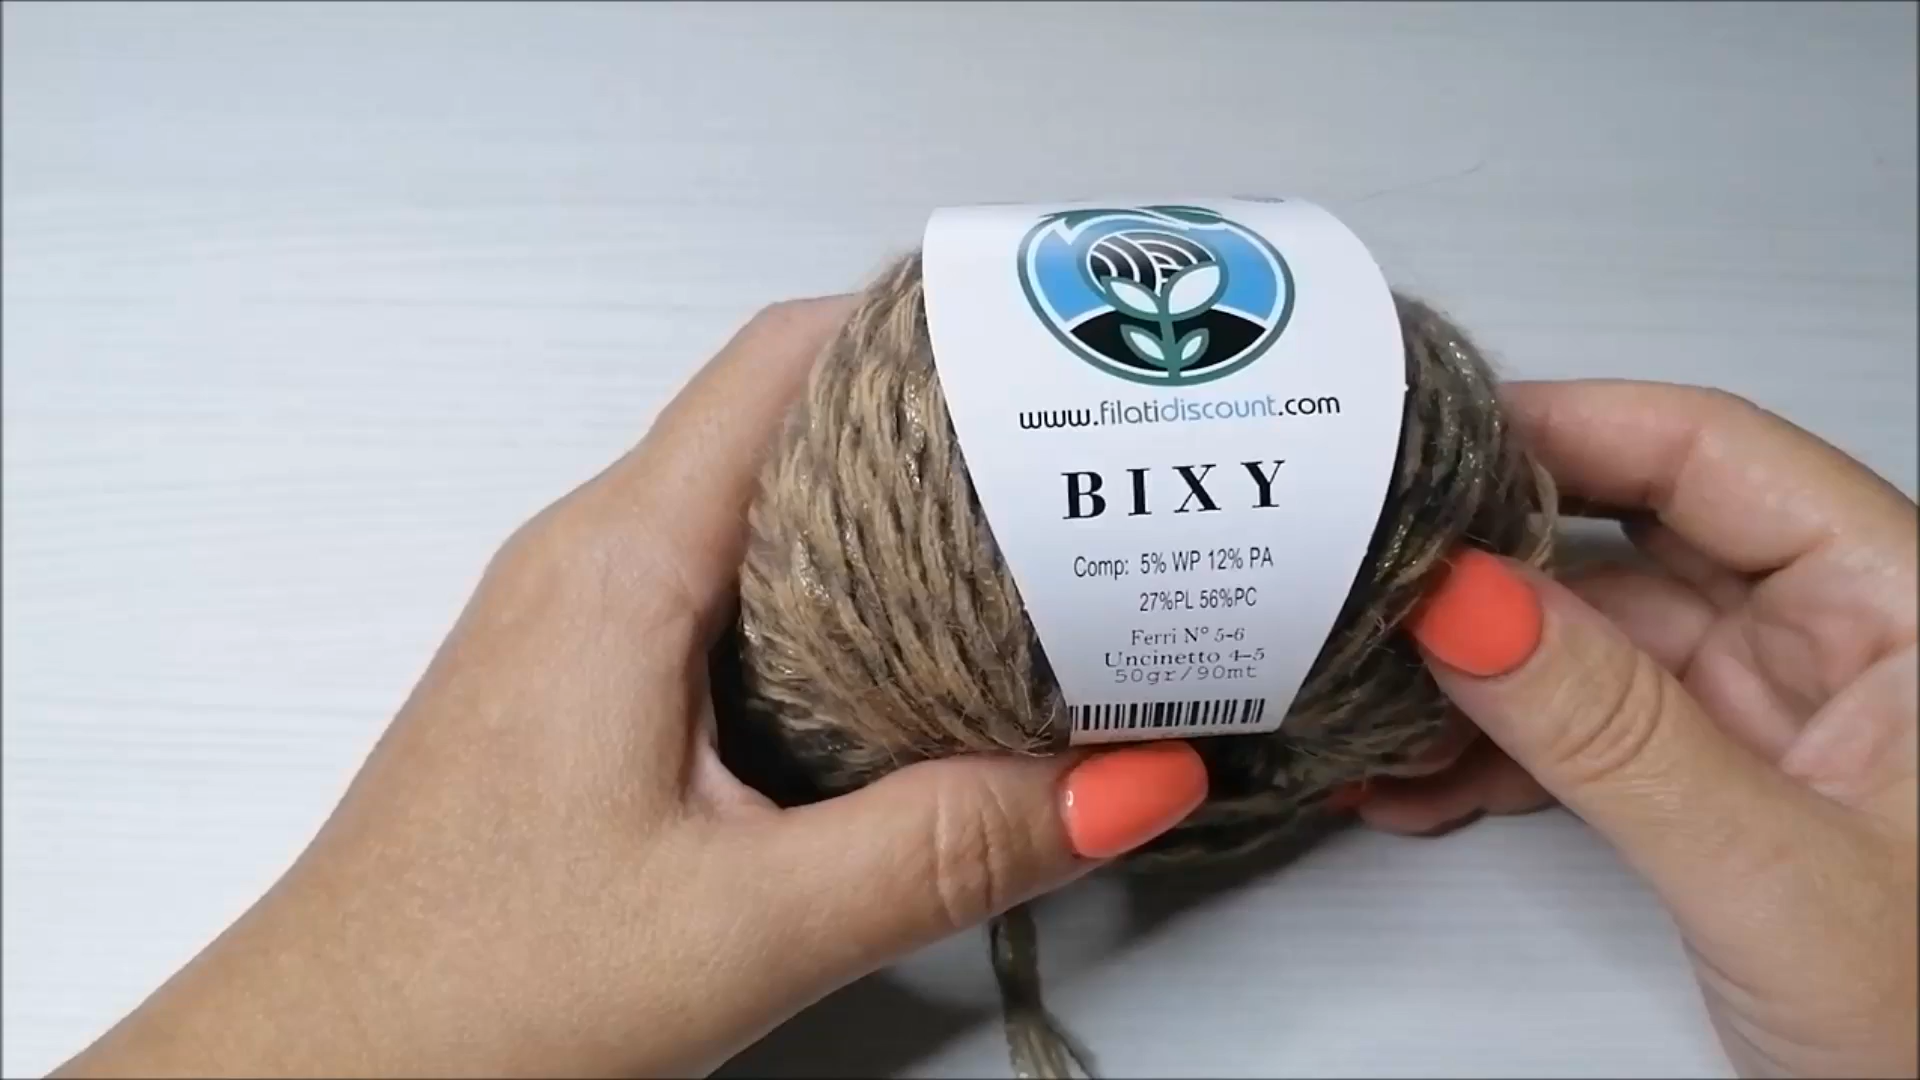 www.filatidiscount.com
BIXY
Comp: 5% WP 12% PA
27%PL 56%PC
Ferri N° 5-6
Uncinetto 4-5
50gr/90mt